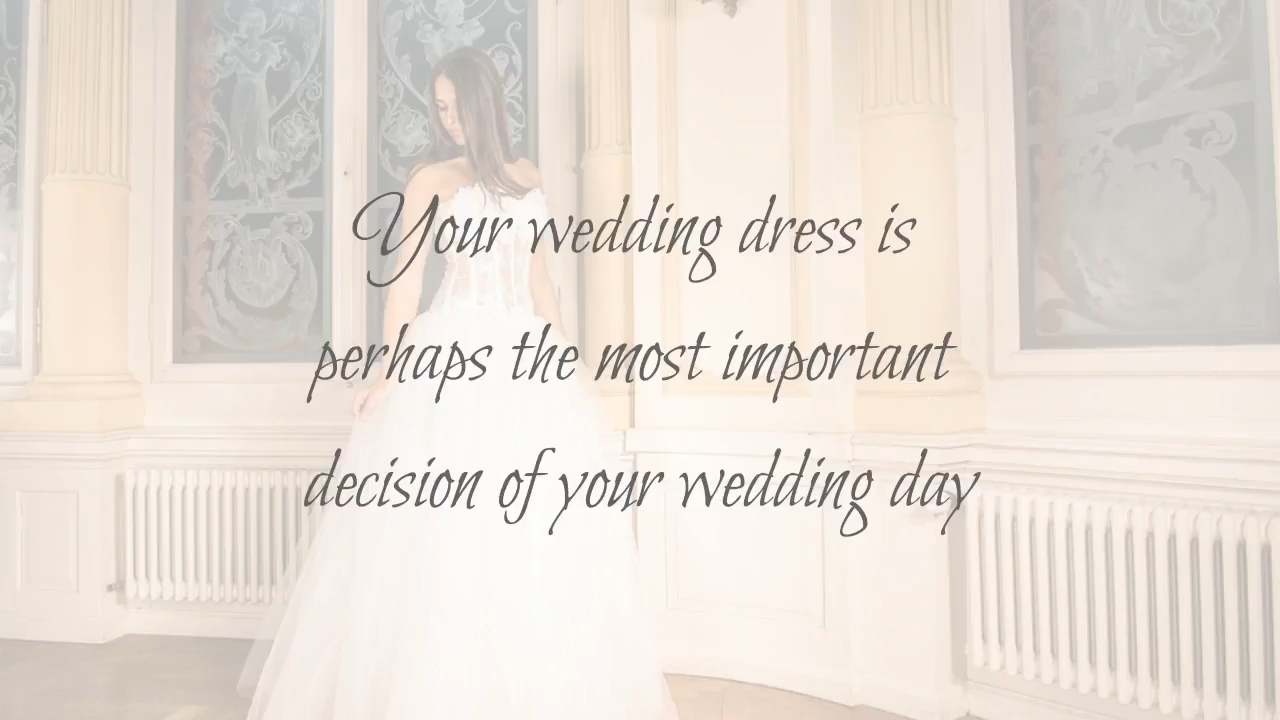 Your wedding dress is
perhaps the most important
decision of your wedding day